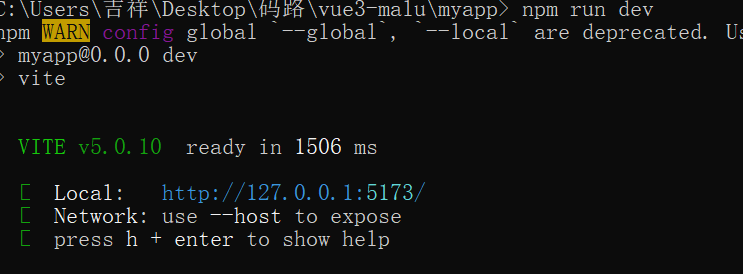 C:\Users\吉祥\Desktop\码路\vue3-malu\myapp> npm run dev
npm WARN config global `--global`, `--local` are deprecated. Us
> myapp@0.0.0 dev
> vite
VITE v5.0.10 ready in 1506 ms
Local: http://127.0.0.1:5173/
Network: use --host to expose
press h + enter to show help